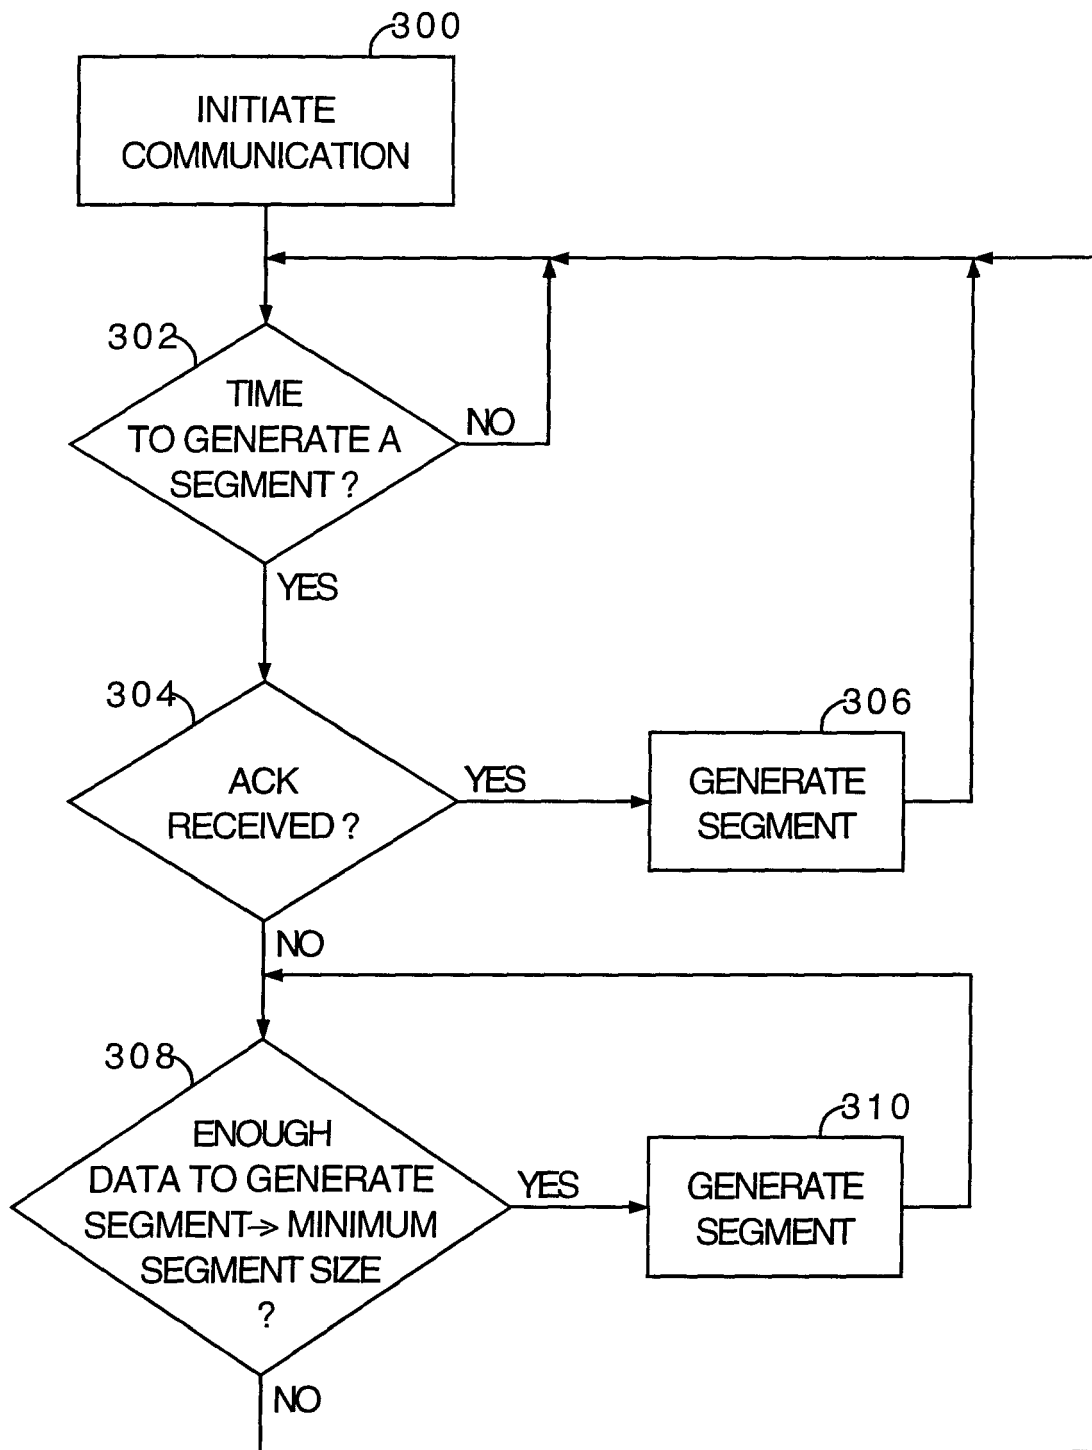 300
INITIATE
COMMUNICATION
302
TIME
TO GENERATE A
SEGMENT ?
NO
YES
304
ACK
RECEIVED ?
YES
306
GENERATE
SEGMENT
NO
308
ENOUGH
DATA TO GENERATE
SEGMENT-> MINIMUM
SEGMENT SIZE
?
YES
310
GENERATE
SEGMENT
NO